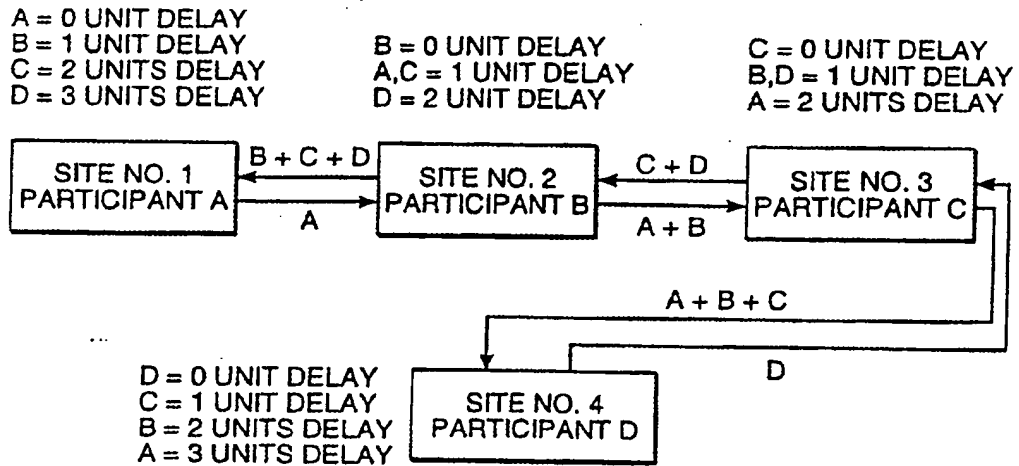 A = 0 UNIT DELAY
B = 1 UNIT DELAY
C = 2 UNITS DELAY
D = 3 UNITS DELAY
B = 0 UNIT DELAY
A,C = 1 UNIT DELAY
D = 2 UNIT DELAY
C = 0 UNIT DELAY
B,D = 1 UNIT DELAY
A = 2 UNITS DELAY
SITE NO. 1
PARTICIPANT A
B + C + D
A
SITE NO. 2
PARTICIPANT B
C + D
A + B
SITE NO. 3
PARTICIPANT C
A + B + C
D
D = 0 UNIT DELAY
C = 1 UNIT DELAY
B = 2 UNITS DELAY
A = 3 UNITS DELAY
SITE NO. 4
PARTICIPANT D